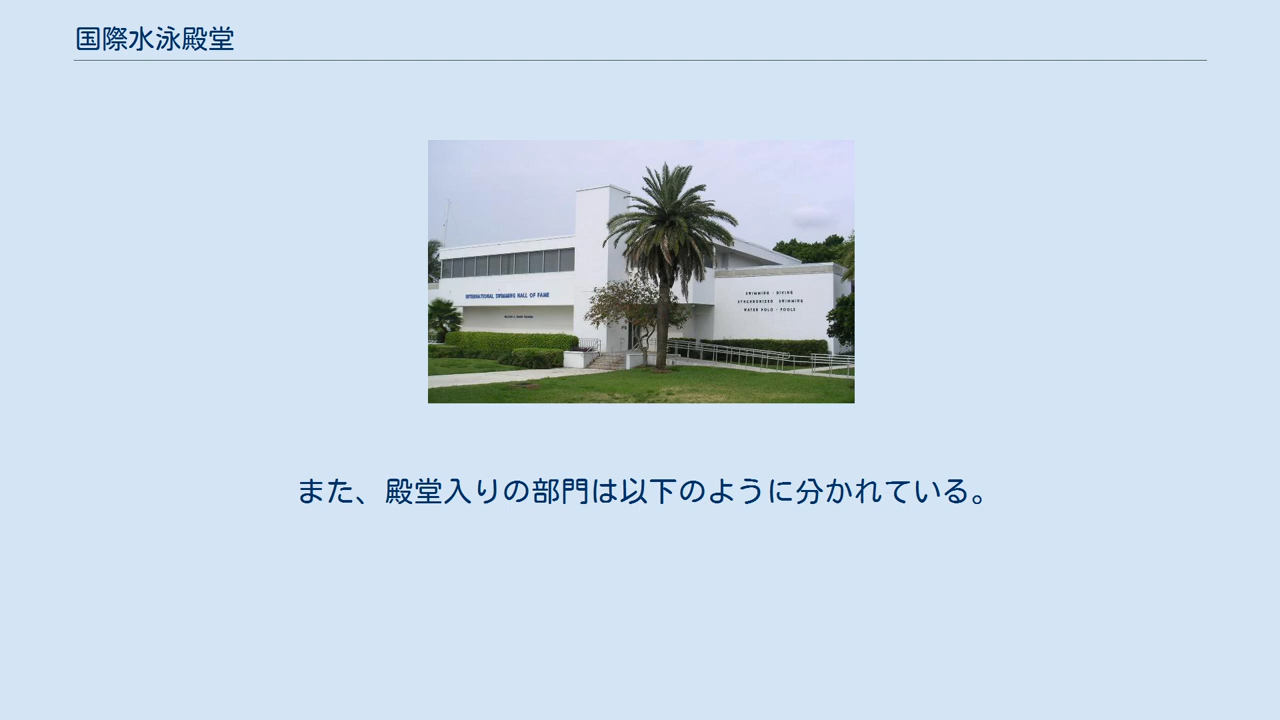 国際水泳殿堂
INTERNATIONAL SWIMMING HALL OF FAME
SWIMMING · DIVING
SYNCHRONIZED SWIMMING
WATER POLO · POOLS
また、殿堂入りの部門は以下のように分かれている。